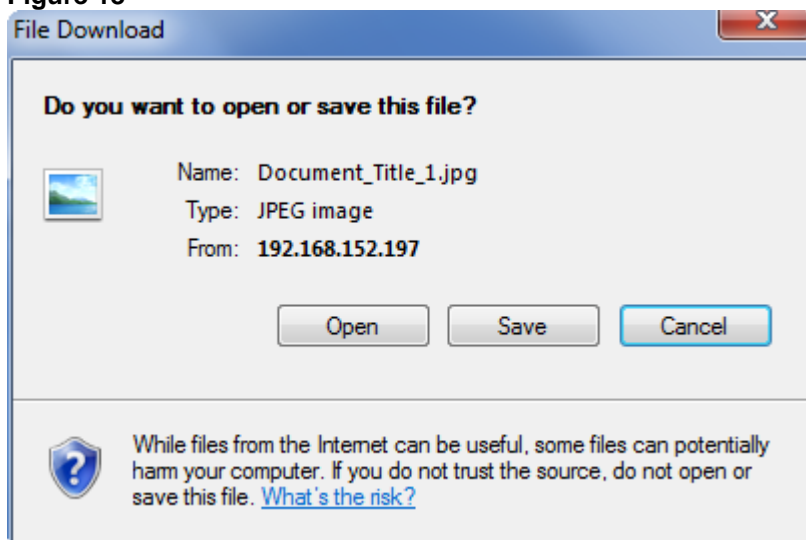 File Download
Do you want to open or save this file?
Name: Document_Title_1.jpg
Type: JPEG image
From: 192.168.152.197
Open Save Cancel
While files from the Internet can be useful, some files can potentially
harm your computer. If you do not trust the source, do not open or
save this file. What's the risk?